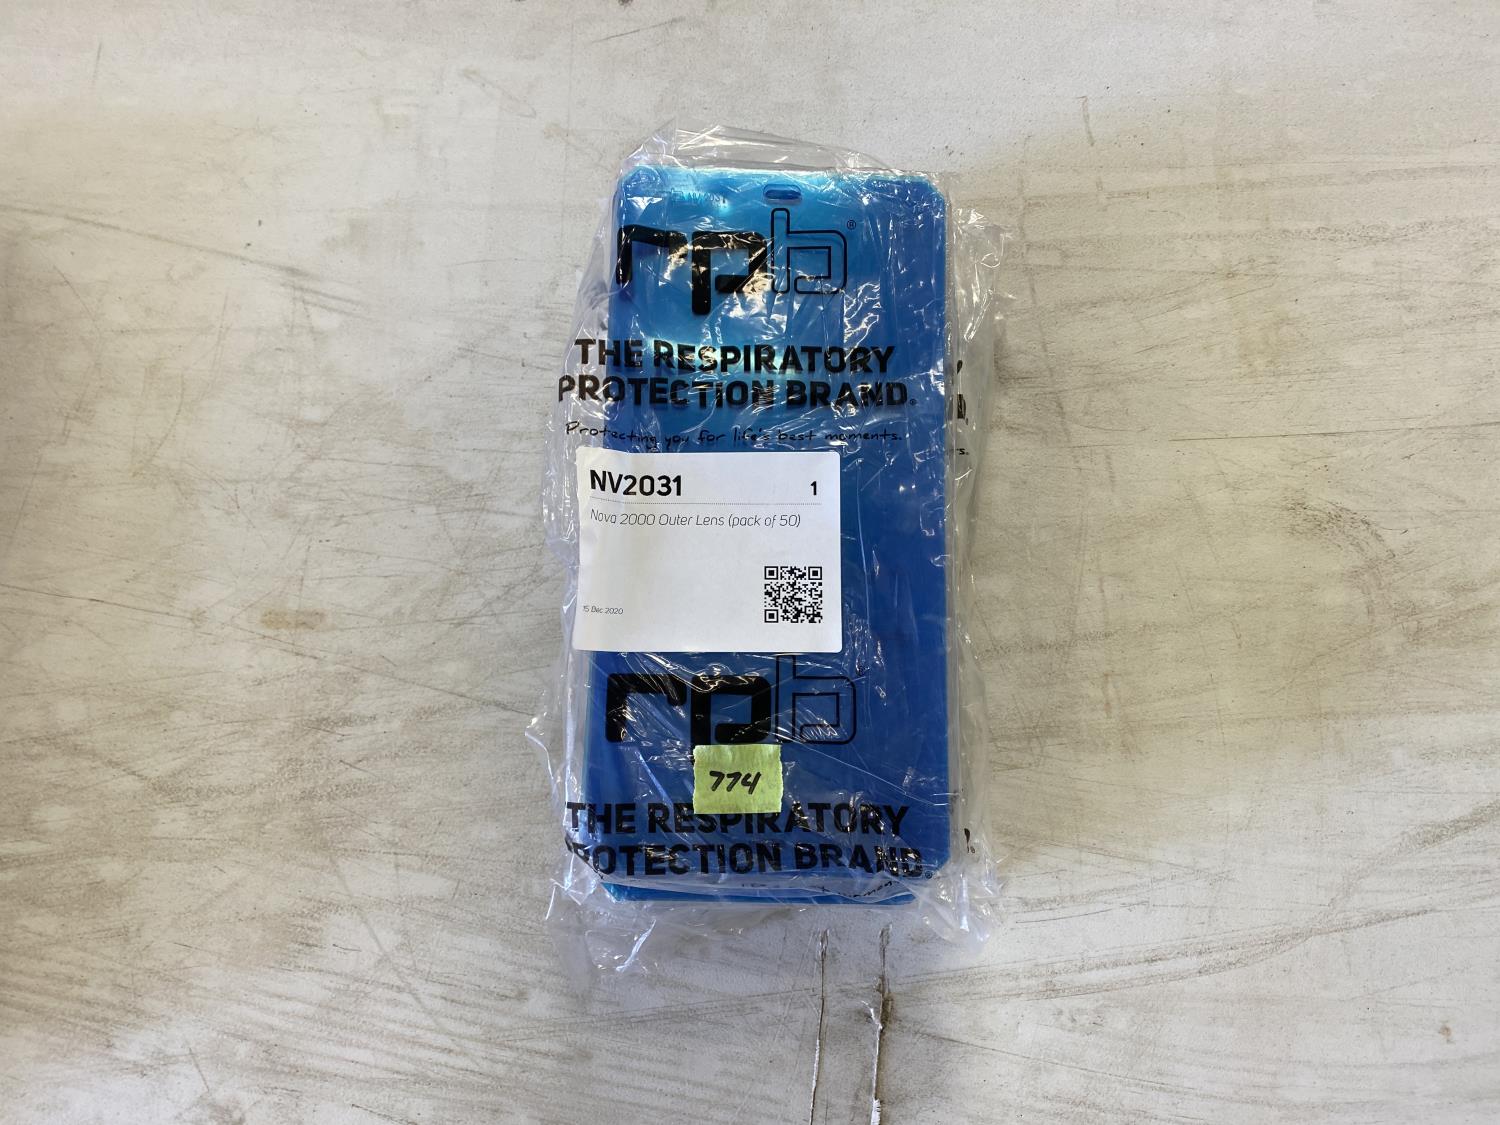 rpb®
THE RESPIRATORY
PROTECTION BRAND®
Protecting you for life's best moments.
NV2031 1
Nova 2000 Outer Lens (pack of 50)
15 Dec 2020
rpb
774
THE RESPIRATORY
PROTECTION BRAND®